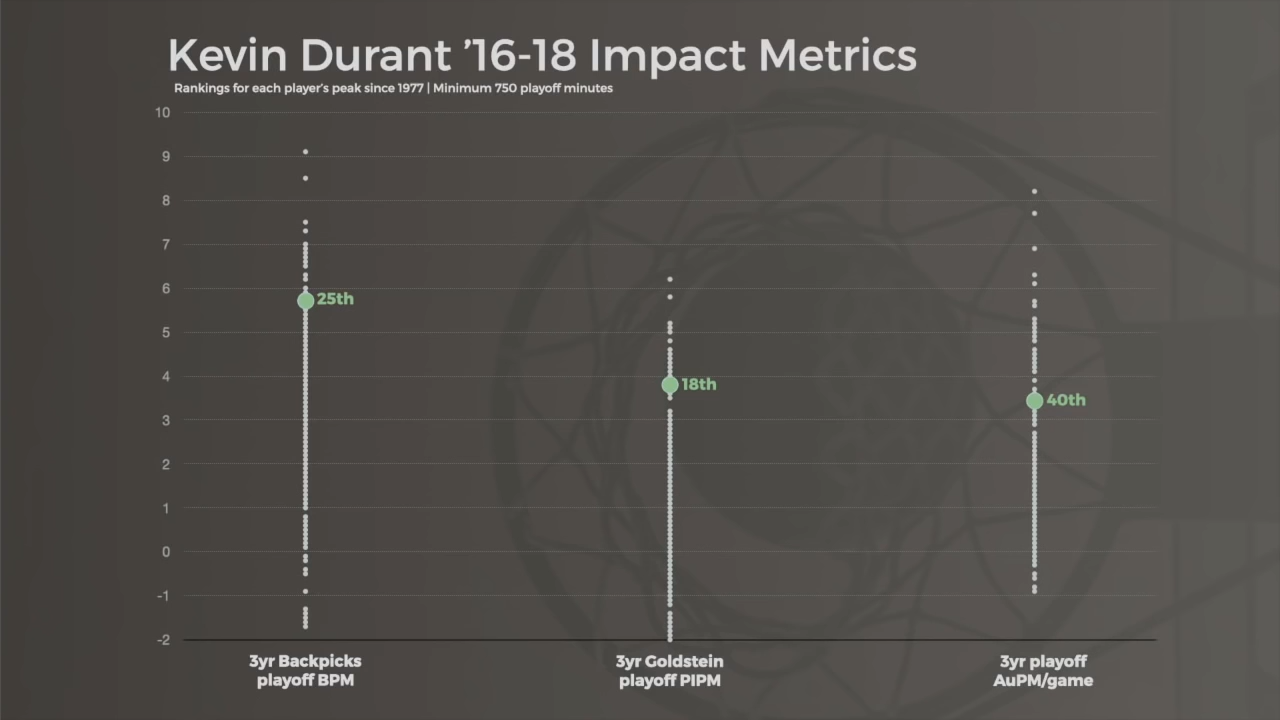 Kevin Durant ’16-18 Impact Metrics
Rankings for each player's peak since 1977 | Minimum 750 playoff minutes
10
9
8
7
6
5
4
3
2
1
0
-1
-2
25th
18th
40th
3yr Backpicks
playoff BPM
3yr Goldstein
playoff PIPM
3yr playoff
AuPM/game